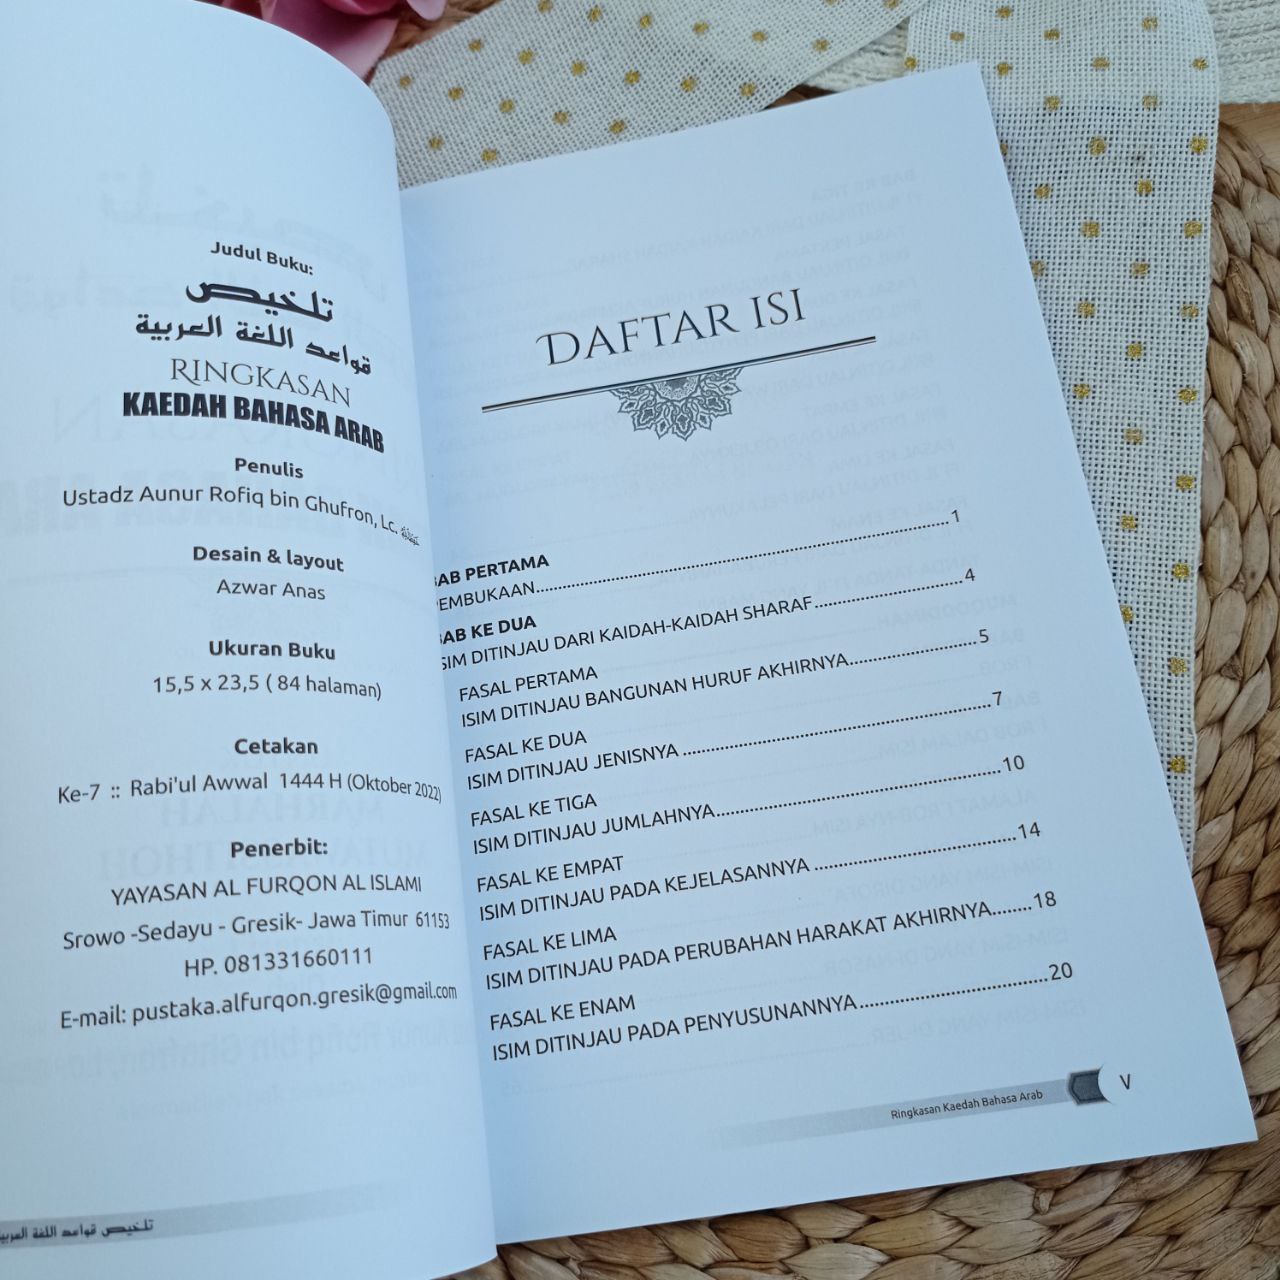 Judul Buku:
تلخيص
قواعد اللغة العربية
RINGKASAN
KAEDAH BAHASA ARAB
Penulis
Ustadz Aunur Rofiq bin Ghufron, Lc.
Desain & layout
Azwar Anas
Ukuran Buku
15,5 x 23,5 ( 84 halaman)
Cetakan
Ke-7 :: Rabi'ul Awwal 1444 H (Oktober 2022)
Penerbit:
YAYASAN AL FURQON AL ISLAMI
Srowo -Sedayu - Gresik- Jawa Timur 61153
HP. 081331660111
E-mail: pustaka.alfurqon.gresik@gmail.com
تلخيص قواعد اللغة العربية
DAFTAR ISI
BAB PERTAMA
PEMBUKAAN...1
BAB KE DUA
ISIM DITINJAU DARI KAIDAH-KAIDAH SHARAF...4
FASAL PERTAMA
ISIM DITINJAU BANGUNAN HURUF AKHIRNYA...5
FASAL KE DUA
ISIM DITINJAU JENISNYA ...7
FASAL KE TIGA
ISIM DITINJAU JUMLAHNYA...10
FASAL KE EMPAT
ISIM DITINJAU PADA KEJELASANNYA ...14
FASAL KE LIMA
ISIM DITINJAU PADA PERUBAHAN HARAKAT AKHIRNYA...18
FASAL KE ENAM
ISIM DITINJAU PADA PENYUSUNANNYA...20
Ringkasan Kaedah Bahasa Arab
V